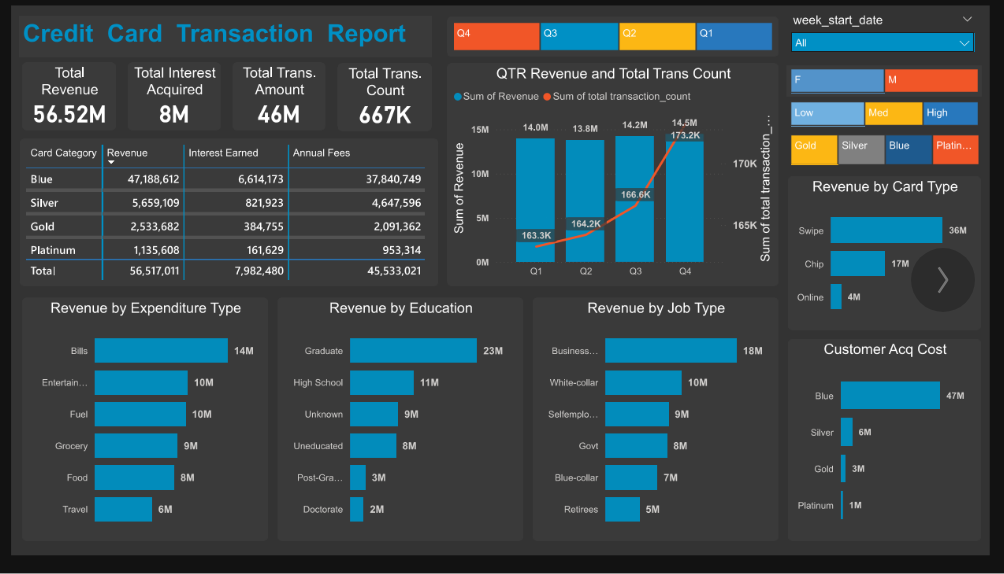 Credit Card Transaction Report
Q4 Q3 Q2 Q1
week_start_date
All
F M
Low Med High
Gold Silver Blue Platin...
Total Revenue
56.52M
Total Interest Acquired
8M
Total Trans. Amount
46M
Total Trans. Count
667K
Card Category Revenue Interest Earned Annual Fees
Blue 47,188,612 6,614,173 37,840,749
Silver 5,659,109 821,923 4,647,596
Gold 2,533,682 384,755 2,091,362
Platinum 1,135,608 161,629 953,314
Total 56,517,011 7,982,480 45,533,021
QTR Revenue and Total Trans Count
Sum of Revenue Sum of total transaction_count
Sum of Revenue
15M
10M
5M
0M
14.0M 13.8M 14.2M 14.5M
163.3K 164.2K 166.6K 173.2K
Q1 Q2 Q3 Q4
170K
165K
Sum of total transaction_...
Revenue by Card Type
Swipe 36M
Chip 17M
Online 4M
Revenue by Expenditure Type
Bills 14M
Entertain... 10M
Fuel 10M
Grocery 9M
Food 8M
Travel 6M
Revenue by Education
Graduate 23M
High School 11M
Unknown 9M
Uneducated 8M
Post-Gra... 3M
Doctorate 2M
Revenue by Job Type
Business... 18M
White-collar 10M
Selfemplo... 9M
Govt 8M
Blue-collar 7M
Retirees 5M
Customer Acq Cost
Blue 47M
Silver 6M
Gold 3M
Platinum 1M